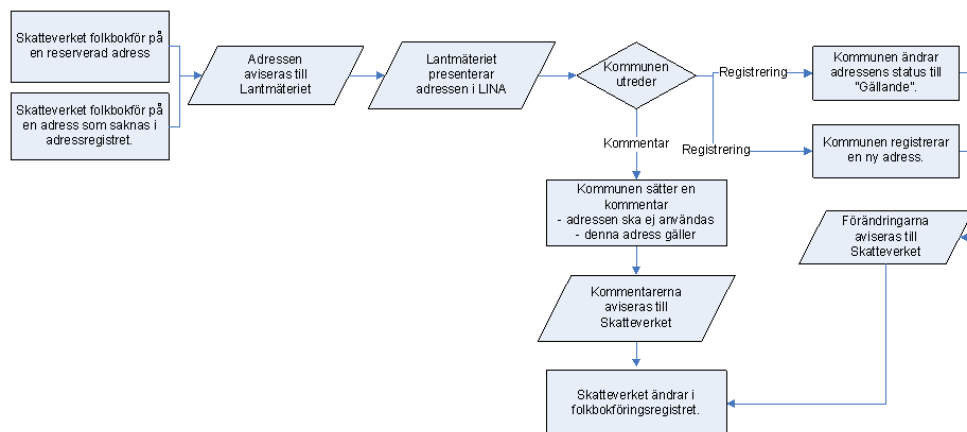 Skatteverket folkbokför på
en reserverad adress
Skatteverket folkbokför på
en adress som saknas i
adressregistret.
Adressen
aviseras till
Lantmäteriet
Lantmäteriet
presenterar
adressen i LINA
Kommunen
utreder
Registrering
Kommunen ändrar
adressens status till
"Gällande".
Kommentar
Registrering
Kommunen registrerar
en ny adress.
Kommunen sätter en
kommentar
- adressen ska ej användas
- denna adress gäller
Förändringarna
aviseras till
Skatteverket
Kommentarerna
aviseras till
Skatteverket
Skatteverket ändrar i
folkbokföringsregistret.